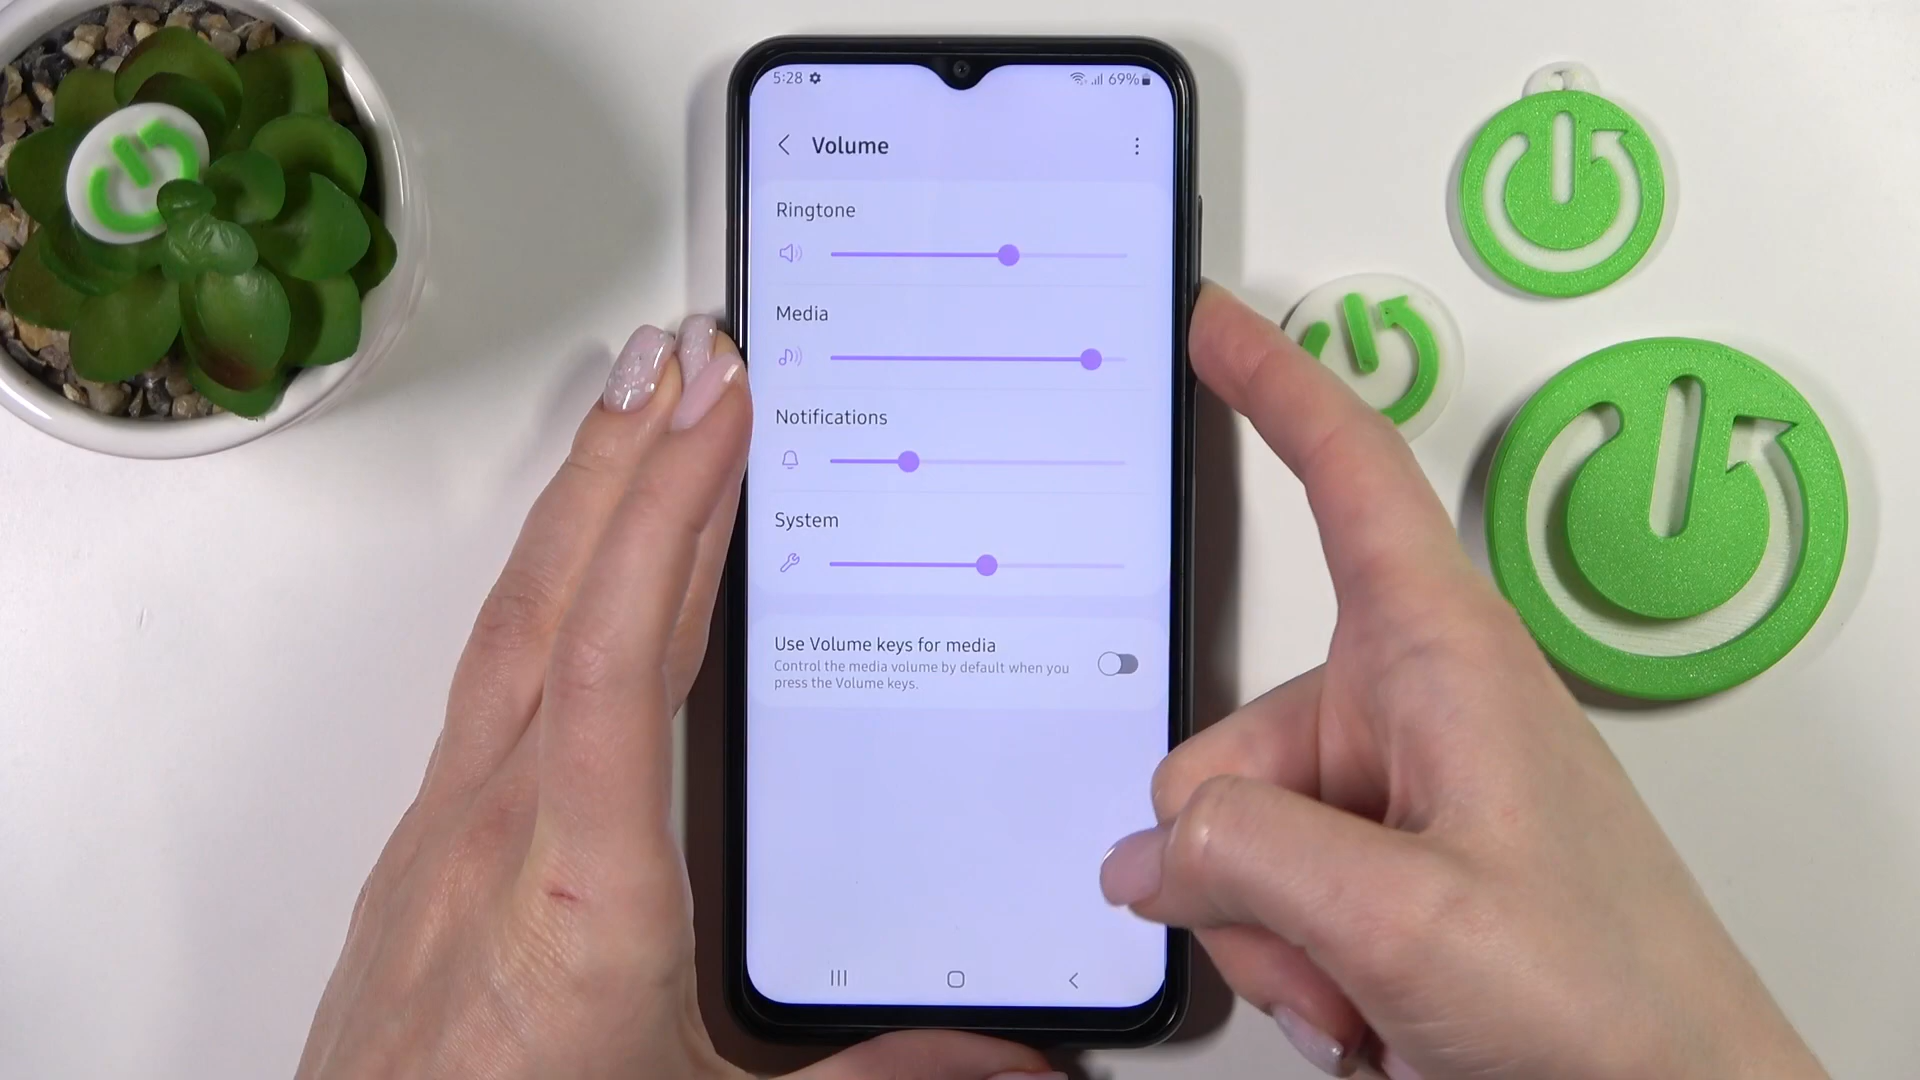 5:28 69%
Volume
Ringtone
Media
Notifications
System
Use Volume keys for media
Control the media volume by default when you
press the Volume keys.